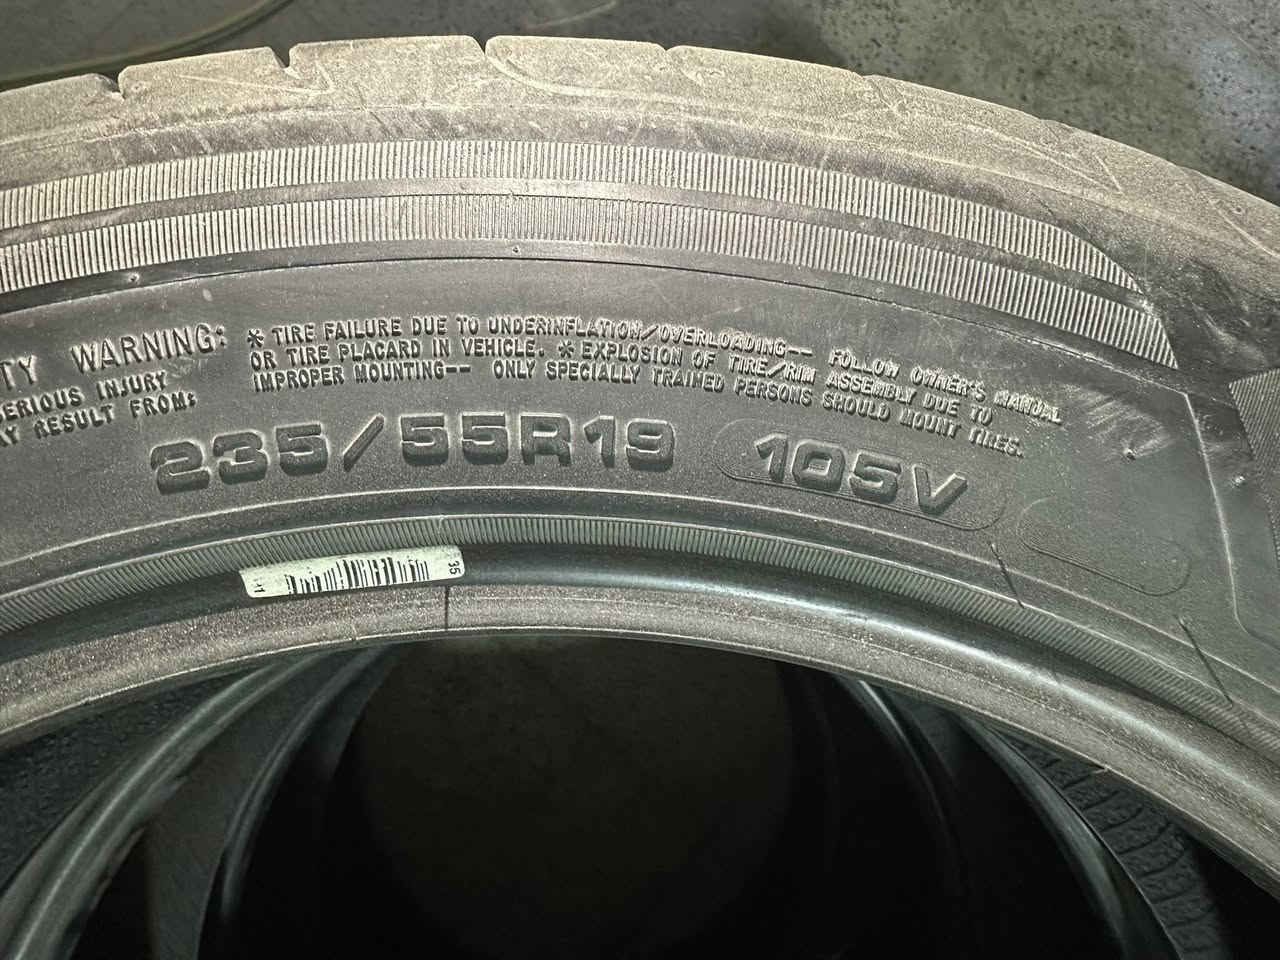 TY WARNING:
SERIOUS INJURY
AY RESULT FROM:
* TIRE FAILURE DUE TO UNDERINFLATION/OVERLOADING-- FOLLOW OWNER'S MANUAL
OR TIRE PLACARD IN VEHICLE. * EXPLOSION OF TIRE/RIM ASSEMBLY DUE TO
IMPROPER MOUNTING-- ONLY SPECIALLY TRAINED PERSONS SHOULD MOUNT TIRES.
235/55R19 105V
35